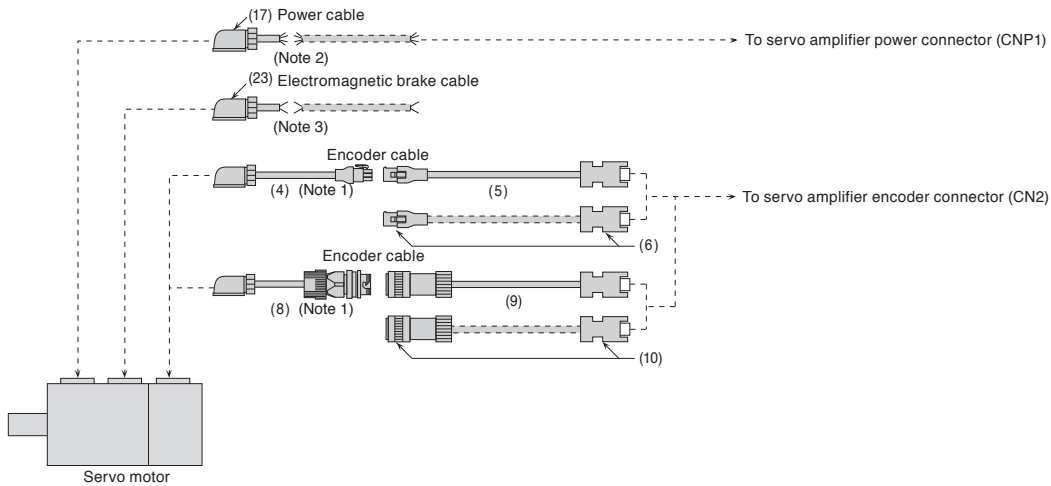 (17) Power cable
(Note 2)
To servo amplifier power connector (CNP1)
(23) Electromagnetic brake cable
(Note 3)
Encoder cable
(4) (Note 1)
(5)
To servo amplifier encoder connector (CN2)
(6)
Encoder cable
(8) (Note 1)
(9)
(10)
Servo motor